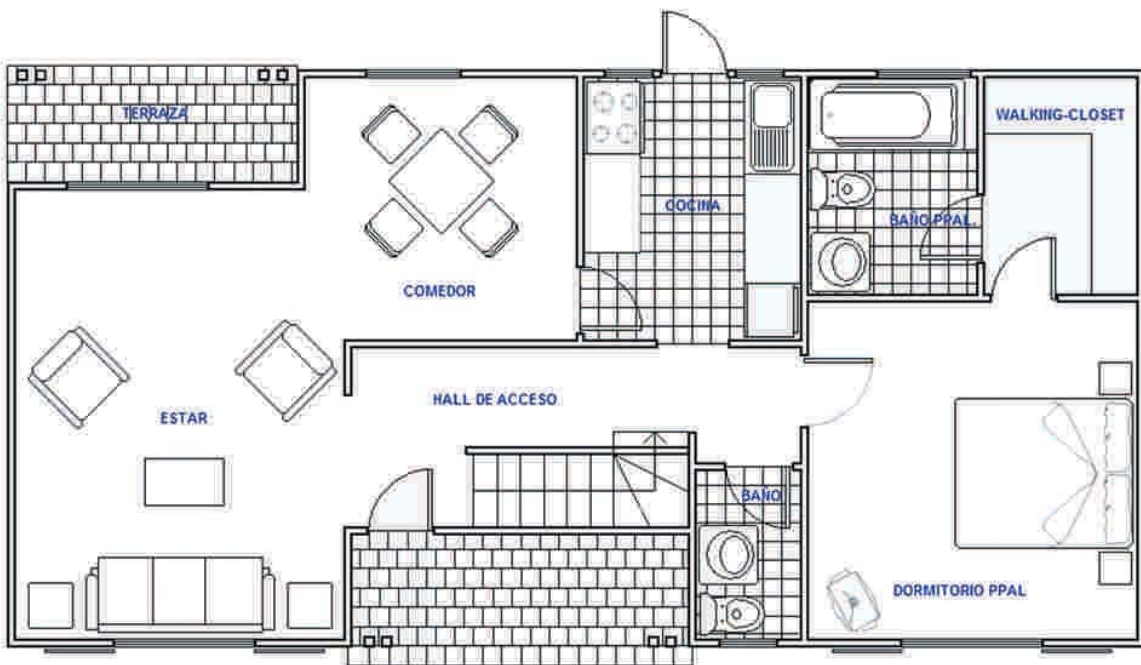 TERRAZA
WALKING-CLOSET
COCINA
BAÑO PPAL.
COMEDOR
HALL DE ACCESO
ESTAR
BAÑO
DORMITORIO PPAL